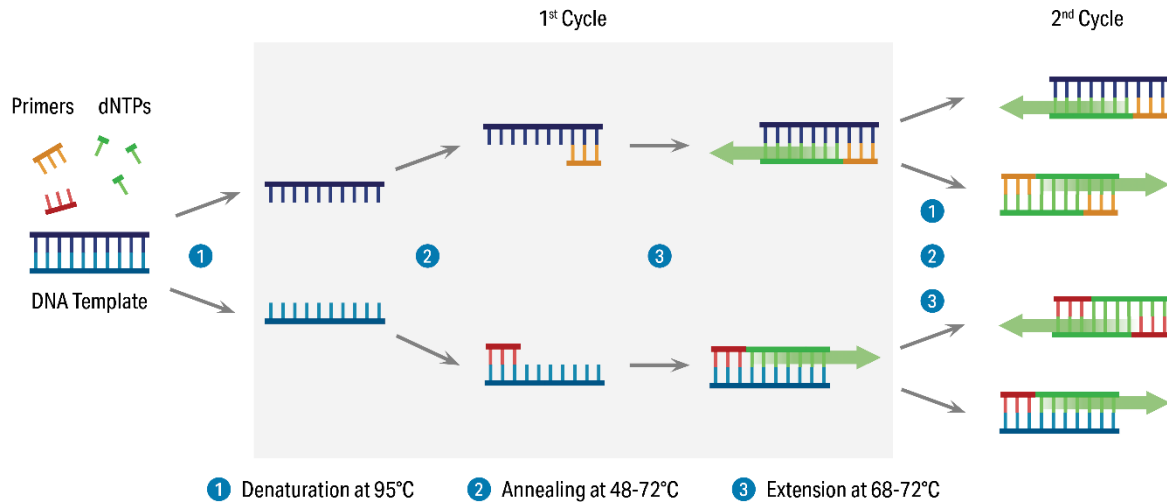 1st Cycle
2nd Cycle
Primers dNTPs
DNA Template
1
2
3
1
2
3
1 Denaturation at 95°C
2 Annealing at 48-72°C
3 Extension at 68-72°C